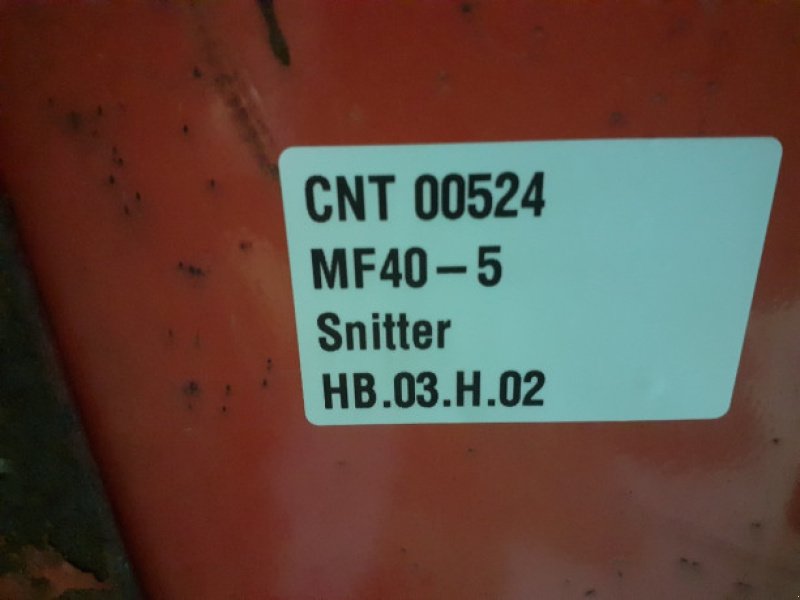 CNT 00524
MF40-5
Snitter
HB.03.H.02